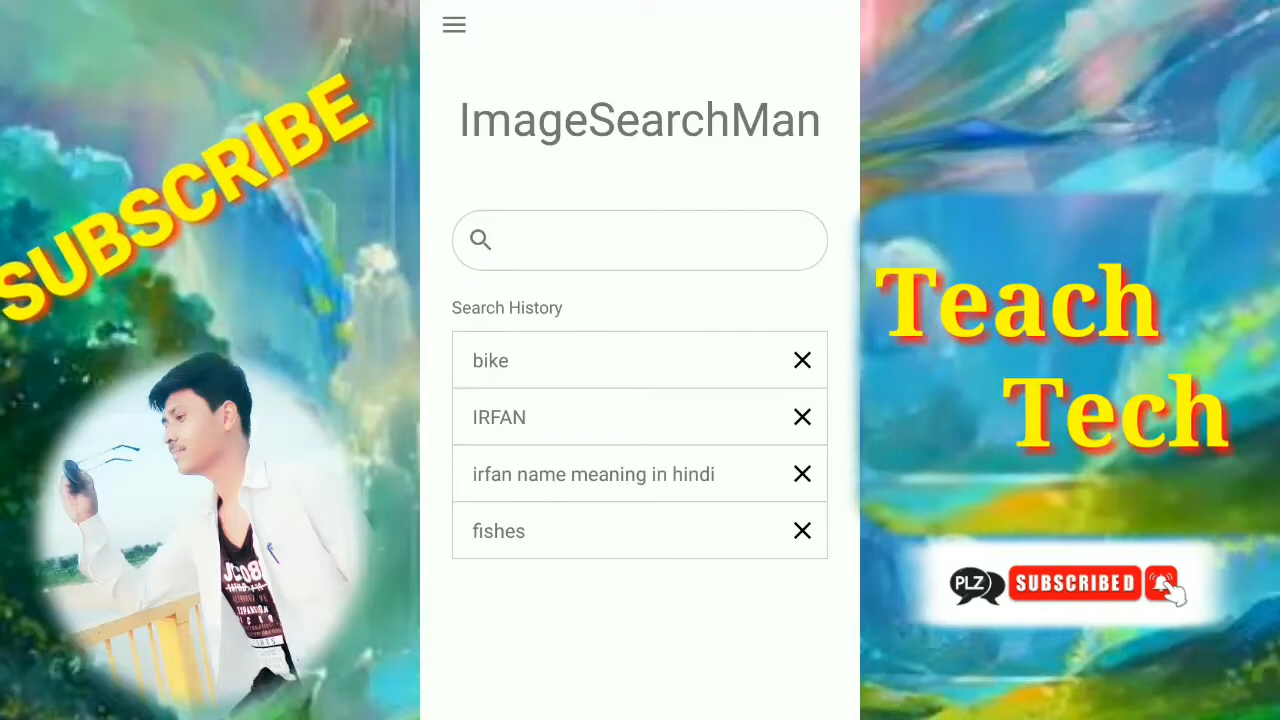 SUBSCRIBE
ImageSearchMan
Search History
bike
IRFAN
irfan name meaning in hindi
fishes
Teach
Tech
PLZ SUBSCRIBED